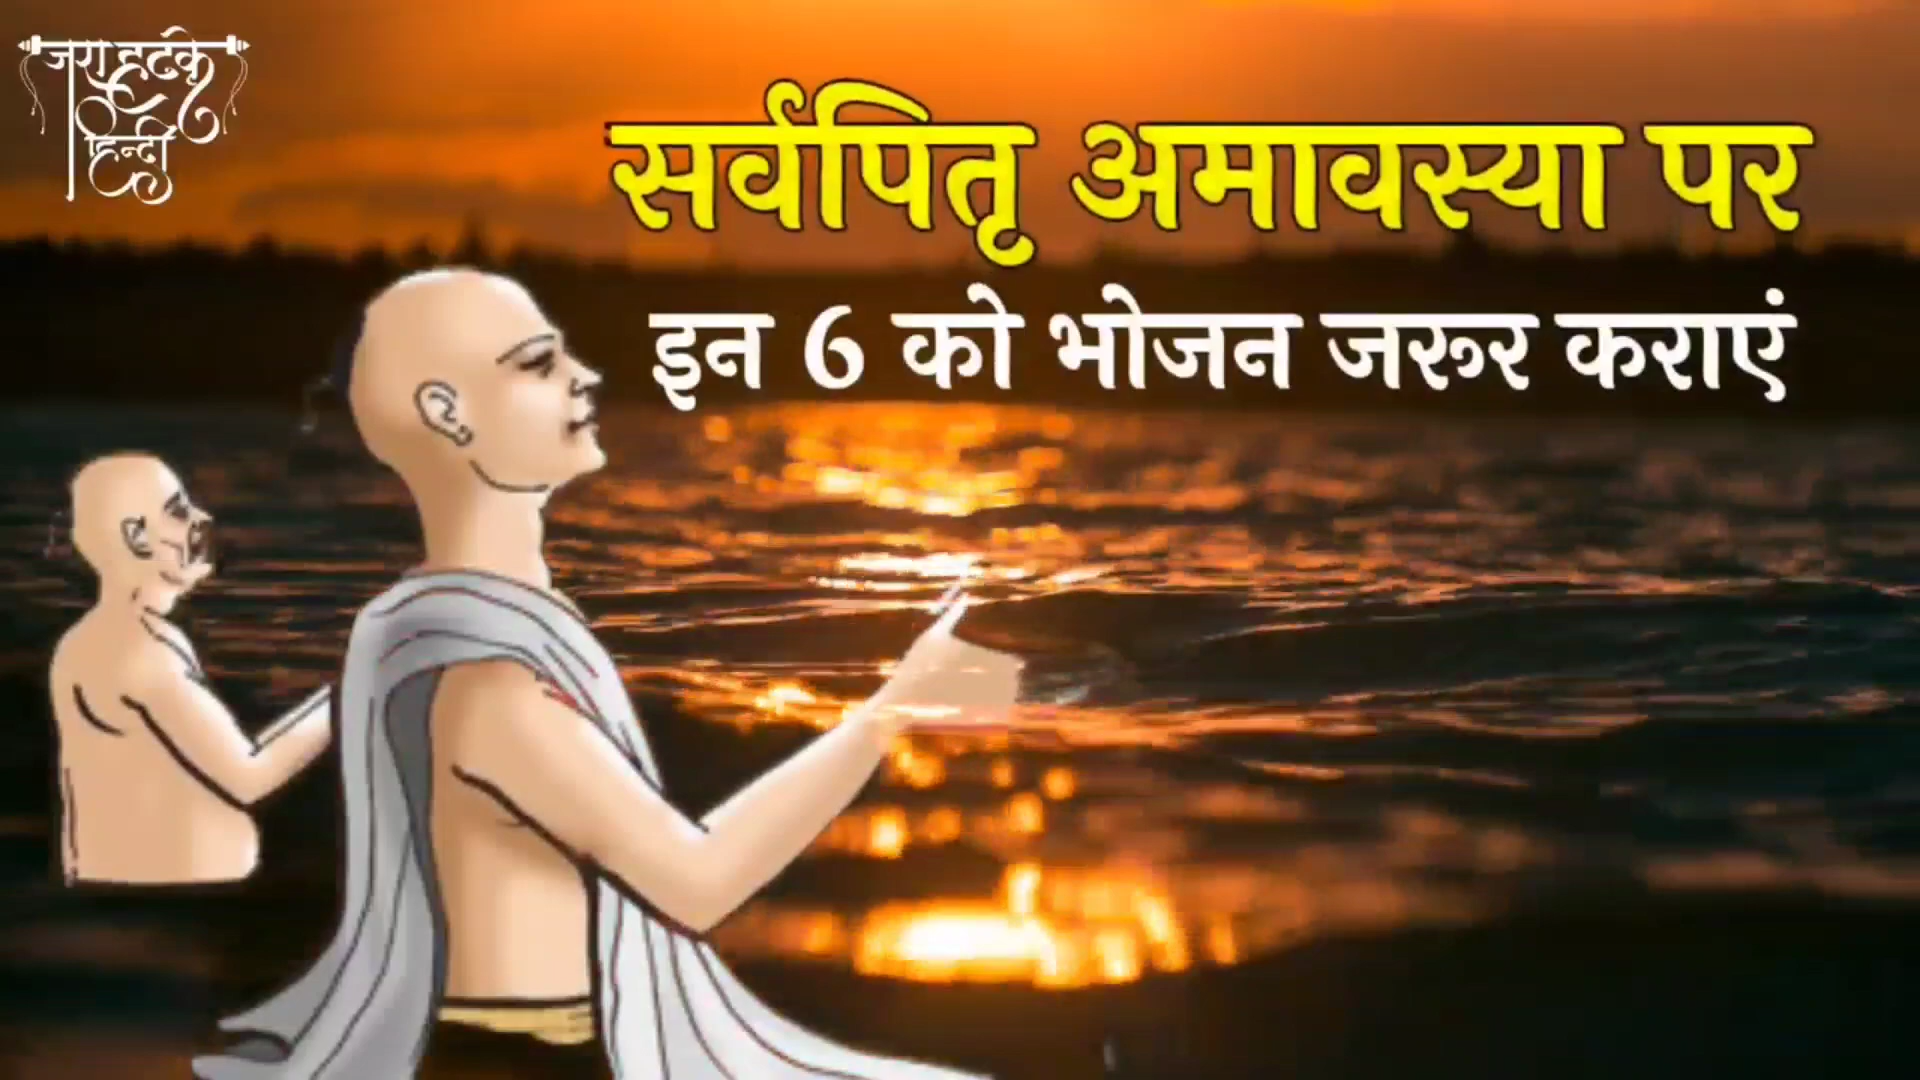 जरा हटके
हिन्दी
सर्वपितृ अमावस्या पर
इन 6 को भोजन जरूर कराएं